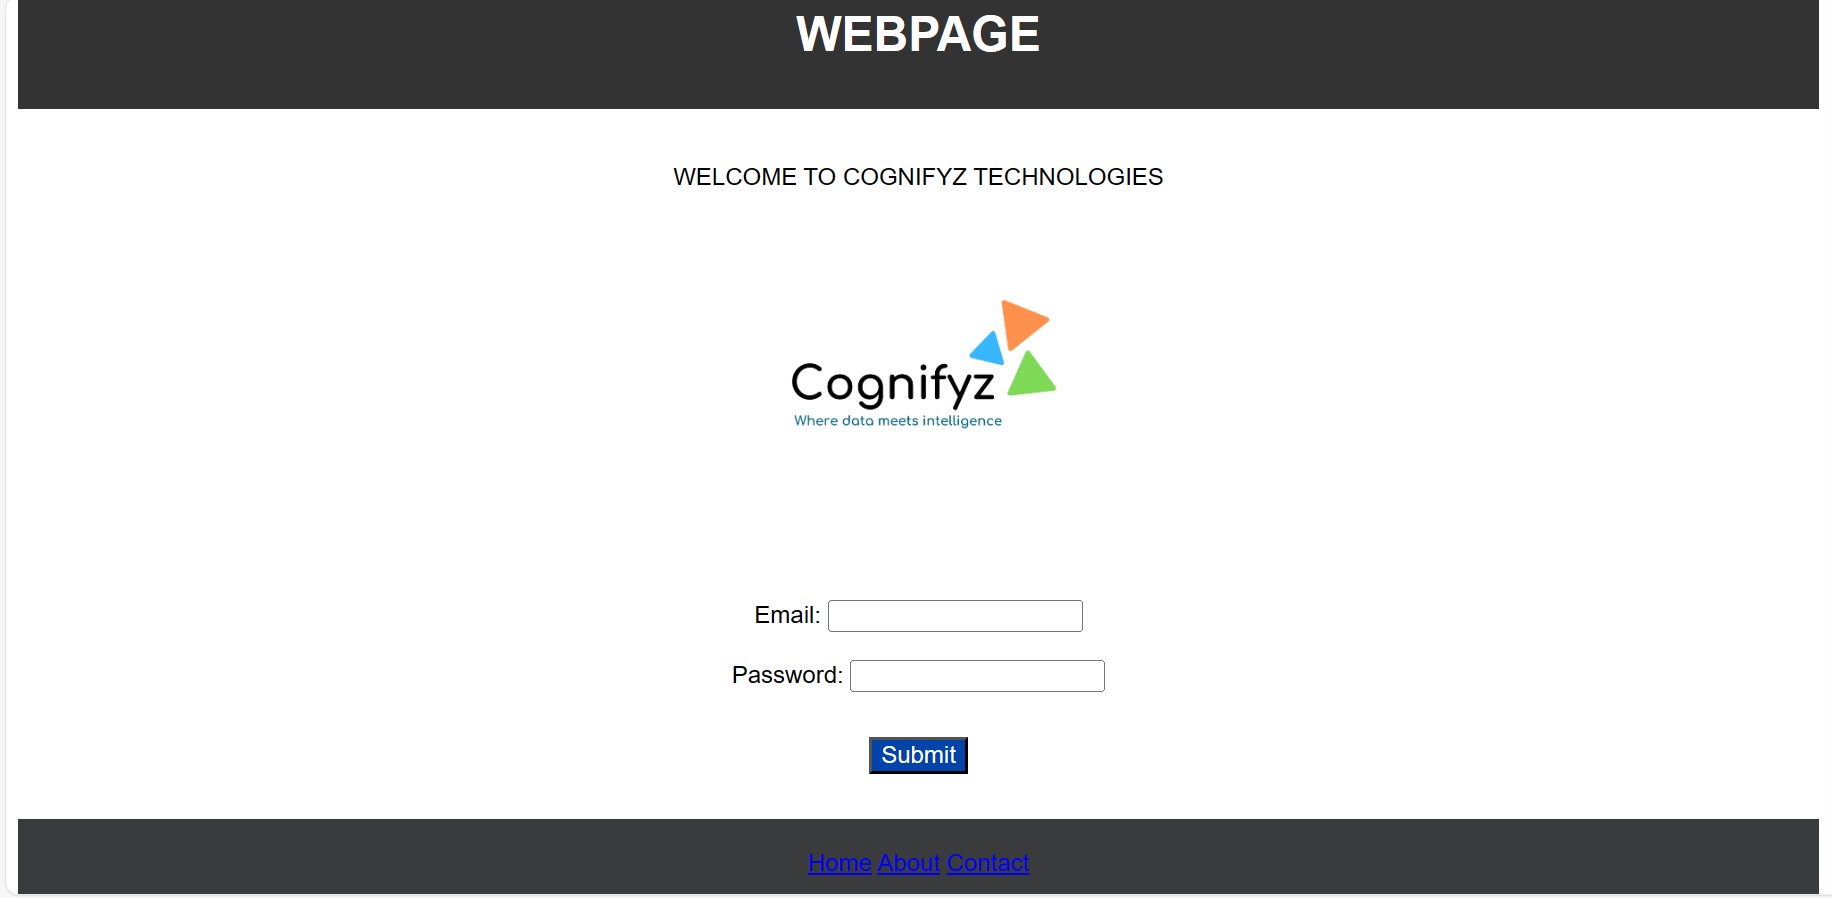 WEBPAGE
WELCOME TO COGNIFYZ TECHNOLOGIES
Cognifyz
Where data meets intelligence
Email:
Password:
Submit
Home About Contact